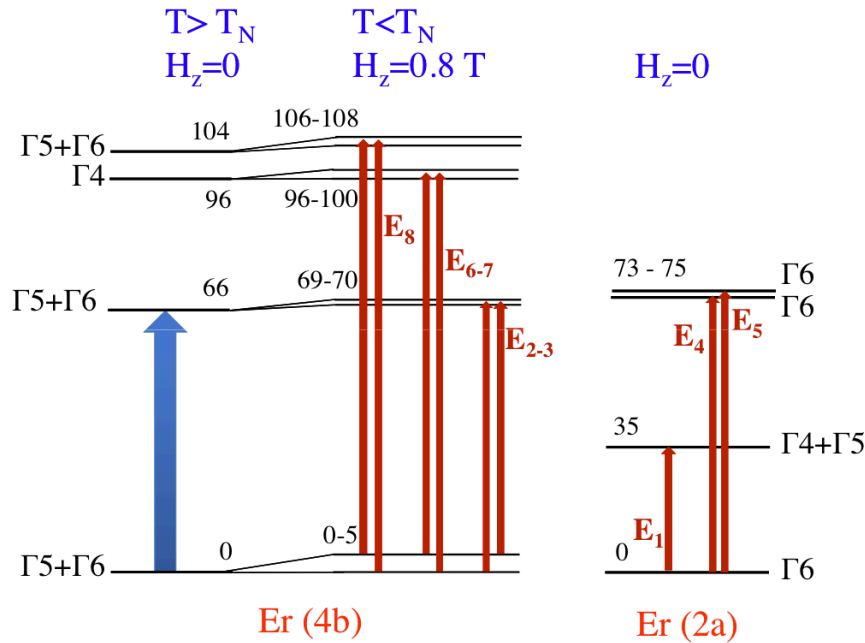 T> T_N
H_z=0
T<T_N
H_z=0.8 T
H_z=0
Γ5+Γ6
104
106-108
Γ4
96
96-100
E_8
E_6-7
Γ5+Γ6
66
69-70
E_2-3
Γ5+Γ6
0
0-5
Er (4b)
73 - 75
Γ6
Γ6
E_4
E_5
35
Γ4+Γ5
E_1
0
Γ6
Er (2a)